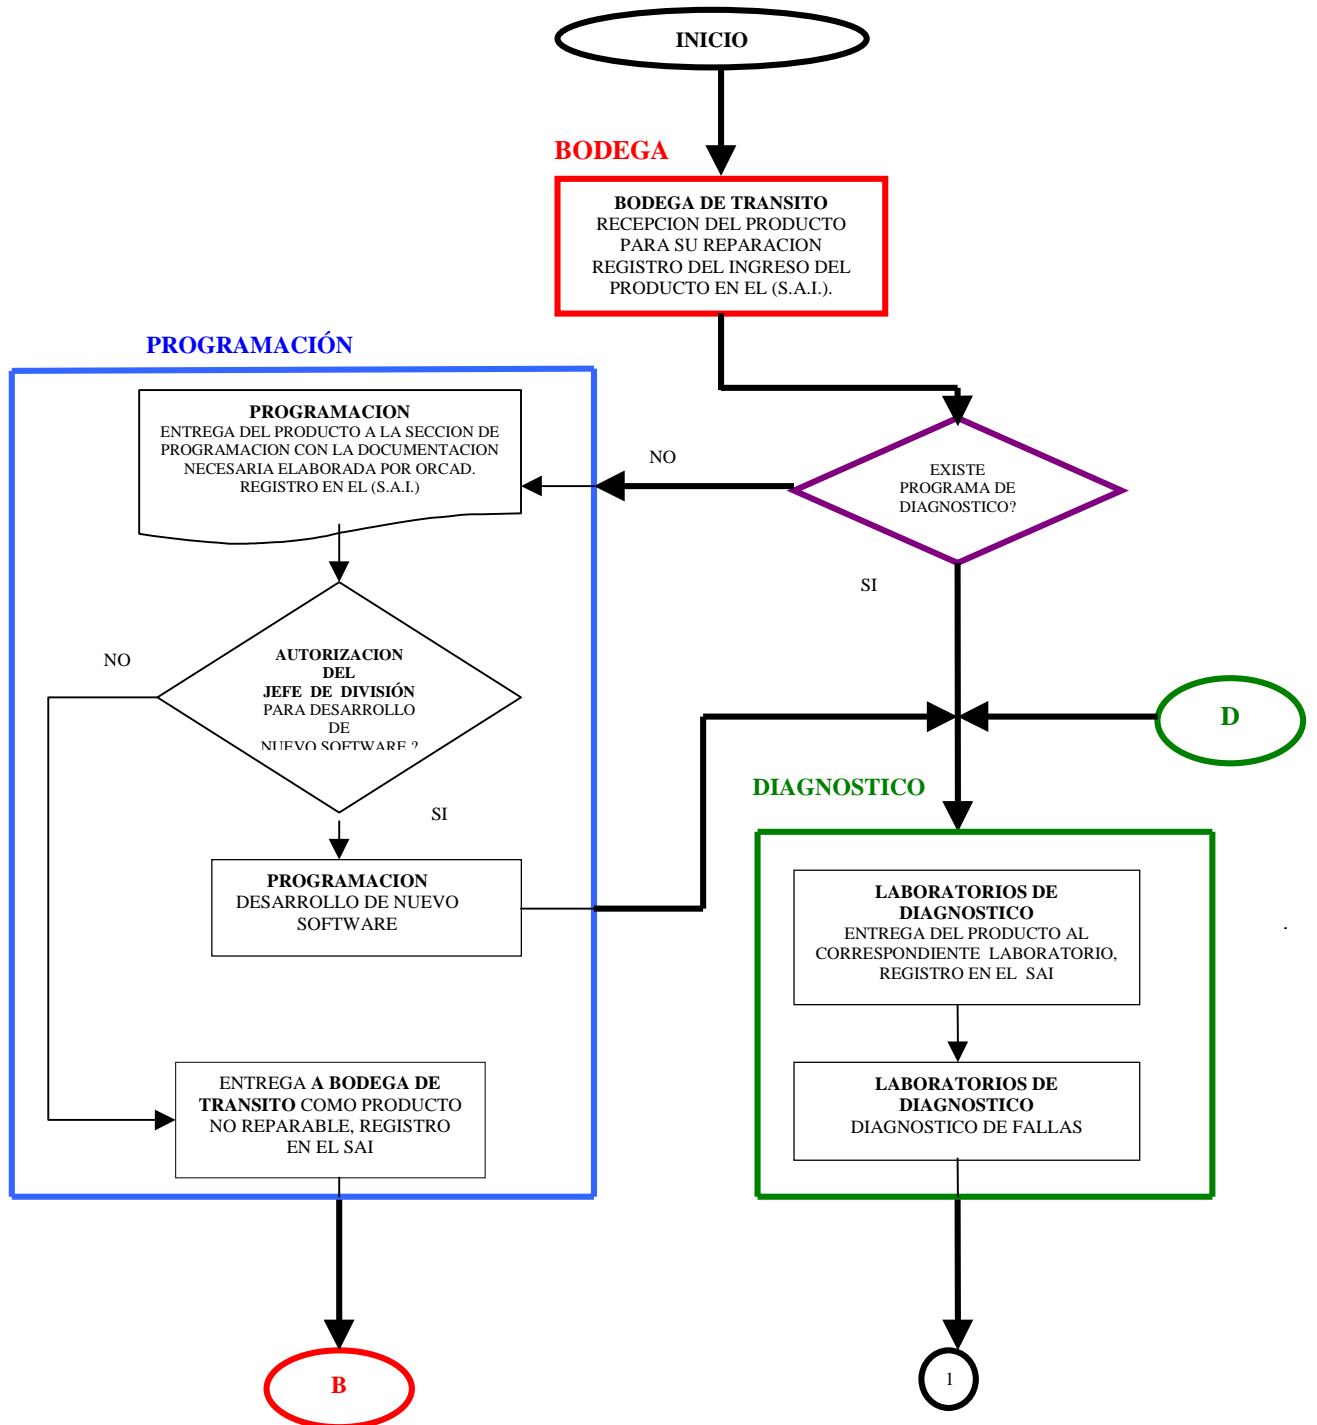 INICIO
BODEGA
BODEGA DE TRANSITO
RECEPCION DEL PRODUCTO
PARA SU REPARACION
REGISTRO DEL INGRESO DEL
PRODUCTO EN EL (S.A.I.).
PROGRAMACIÓN
PROGRAMACION
ENTREGA DEL PRODUCTO A LA SECCION DE
PROGRAMACION CON LA DOCUMENTACION
NECESARIA ELABORADA POR ORCAD.
REGISTRO EN EL (S.A.I.)
NO
EXISTE
PROGRAMA DE
DIAGNOSTICO?
SI
NO
AUTORIZACION
DEL
JEFE DE DIVISIÓN
PARA DESARROLLO
DE
NUEVO SOFTWARE ?
D
DIAGNOSTICO
SI
PROGRAMACION
DESARROLLO DE NUEVO
SOFTWARE
LABORATORIOS DE
DIAGNOSTICO
ENTREGA DEL PRODUCTO AL
CORRESPONDIENTE LABORATORIO,
REGISTRO EN EL SAI
.
ENTREGA A BODEGA DE
TRANSITO COMO PRODUCTO
NO REPARABLE, REGISTRO
EN EL SAI
LABORATORIOS DE
DIAGNOSTICO
DIAGNOSTICO DE FALLAS
B
1